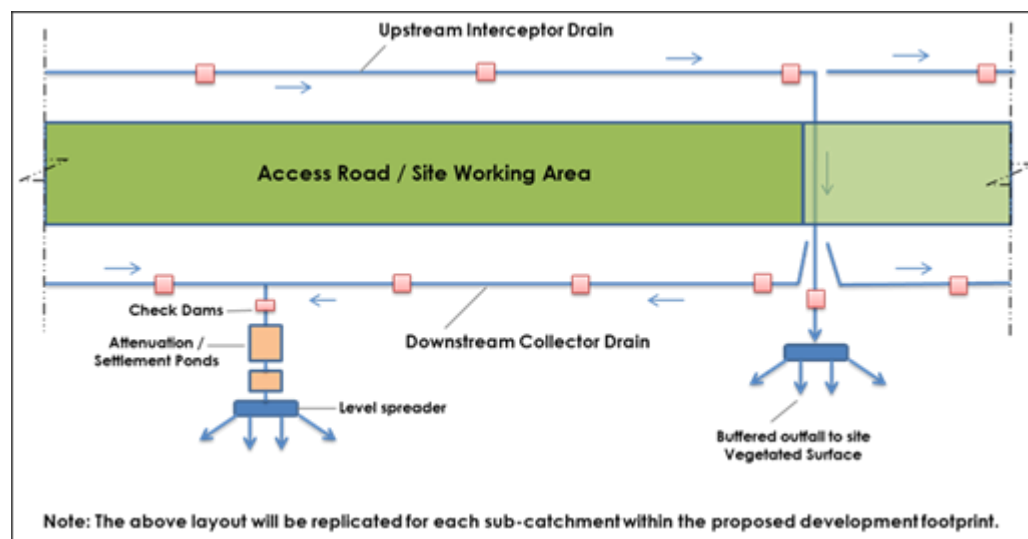 Upstream Interceptor Drain
Access Road / Site Working Area
Check Dams
Attenuation /
Settlement Ponds
Downstream Collector Drain
Level spreader
Buffered outfall to site
Vegetated Surface
Note: The above layout will be replicated for each sub-catchment within the proposed development footprint.